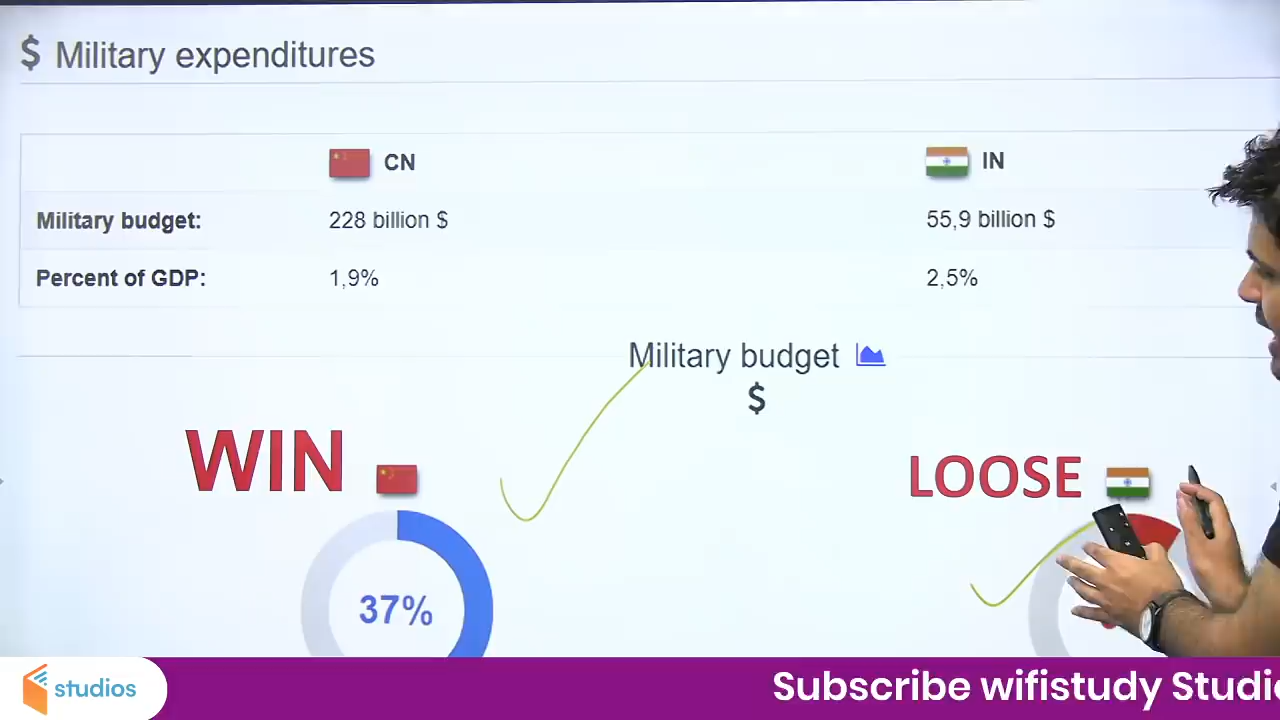 $ Military expenditures
CN
IN
Military budget:
228 billion $
55,9 billion $
Percent of GDP:
1,9%
2,5%
Military budget
$
WIN
LOOSE
37%
studios
Subscribe wifistudy Studi